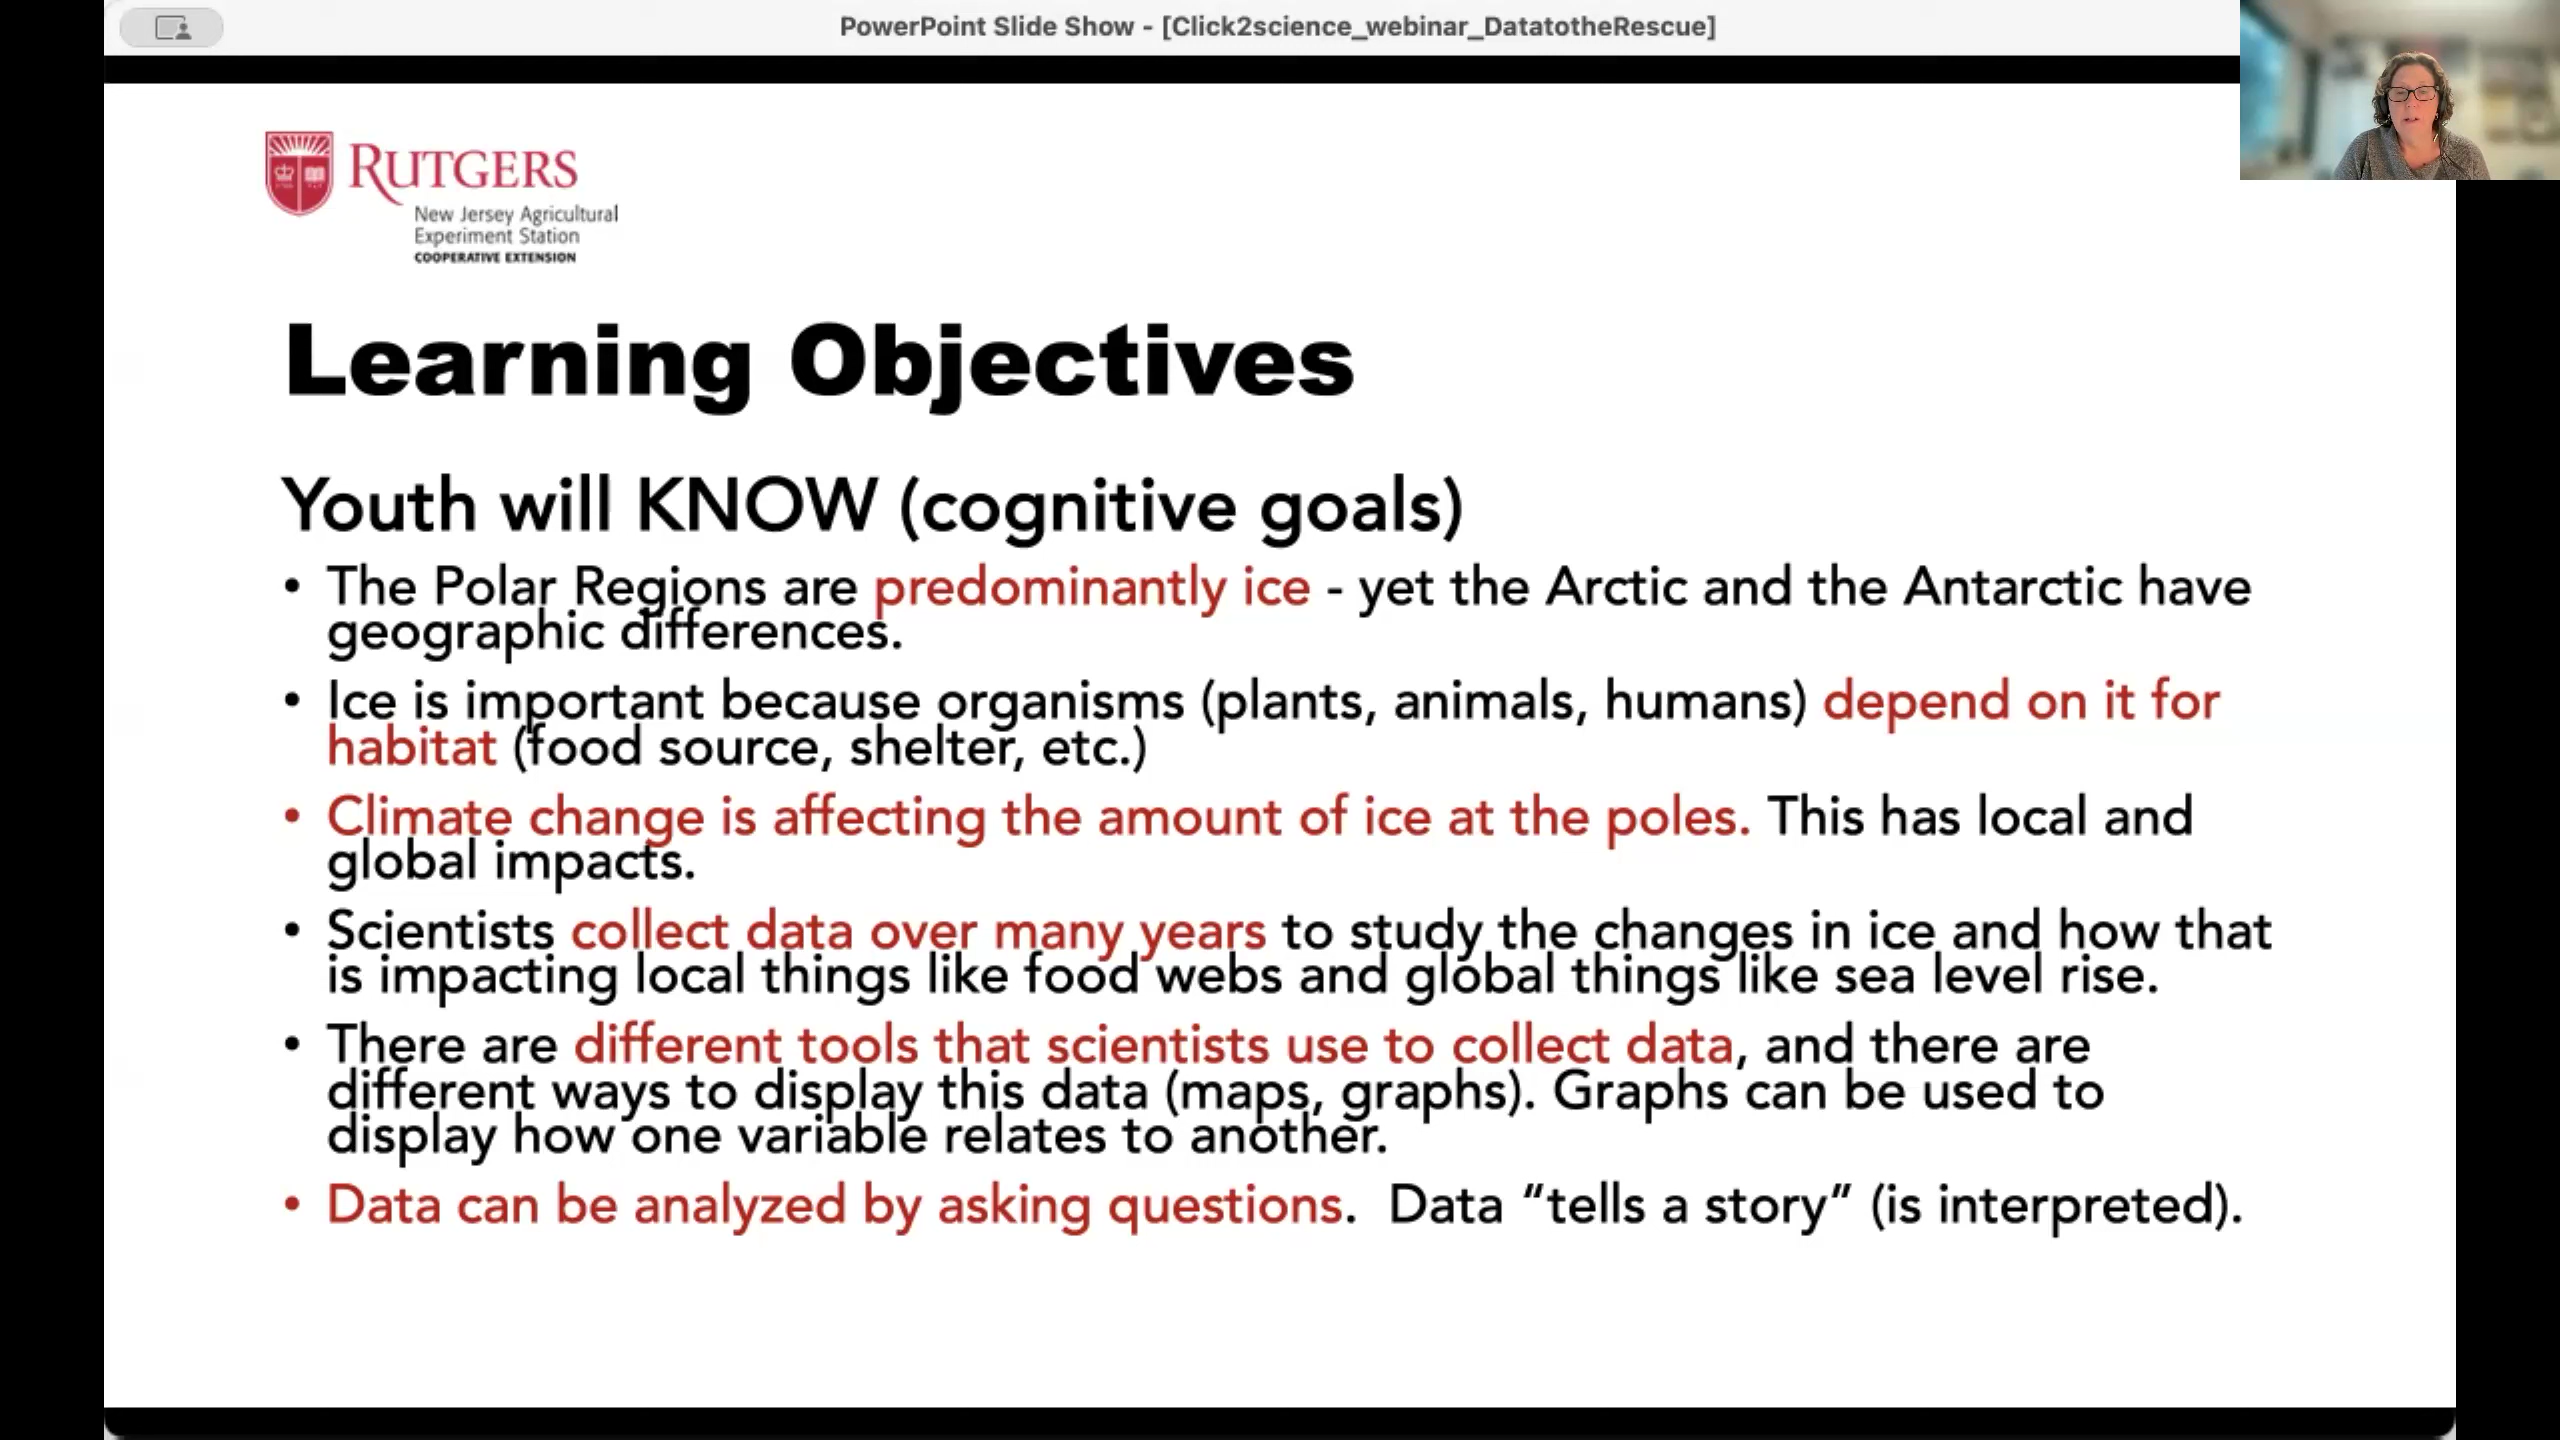 PowerPoint Slide Show - [Click2science_webinar_DatatotheRescue]
RUTGERS
New Jersey Agricultural
Experiment Station
COOPERATIVE EXTENSION
Learning Objectives
Youth will KNOW (cognitive goals)
• The Polar Regions are predominantly ice - yet the Arctic and the Antarctic have
geographic differences.
• Ice is important because organisms (plants, animals, humans) depend on it for
habitat (food source, shelter, etc.)
• Climate change is affecting the amount of ice at the poles. This has local and
global impacts.
• Scientists collect data over many years to study the changes in ice and how that
is impacting local things like food webs and global things like sea level rise.
• There are different tools that scientists use to collect data, and there are
different ways to display this data (maps, graphs). Graphs can be used to
display how one variable relates to another.
• Data can be analyzed by asking questions.  Data “tells a story” (is interpreted).